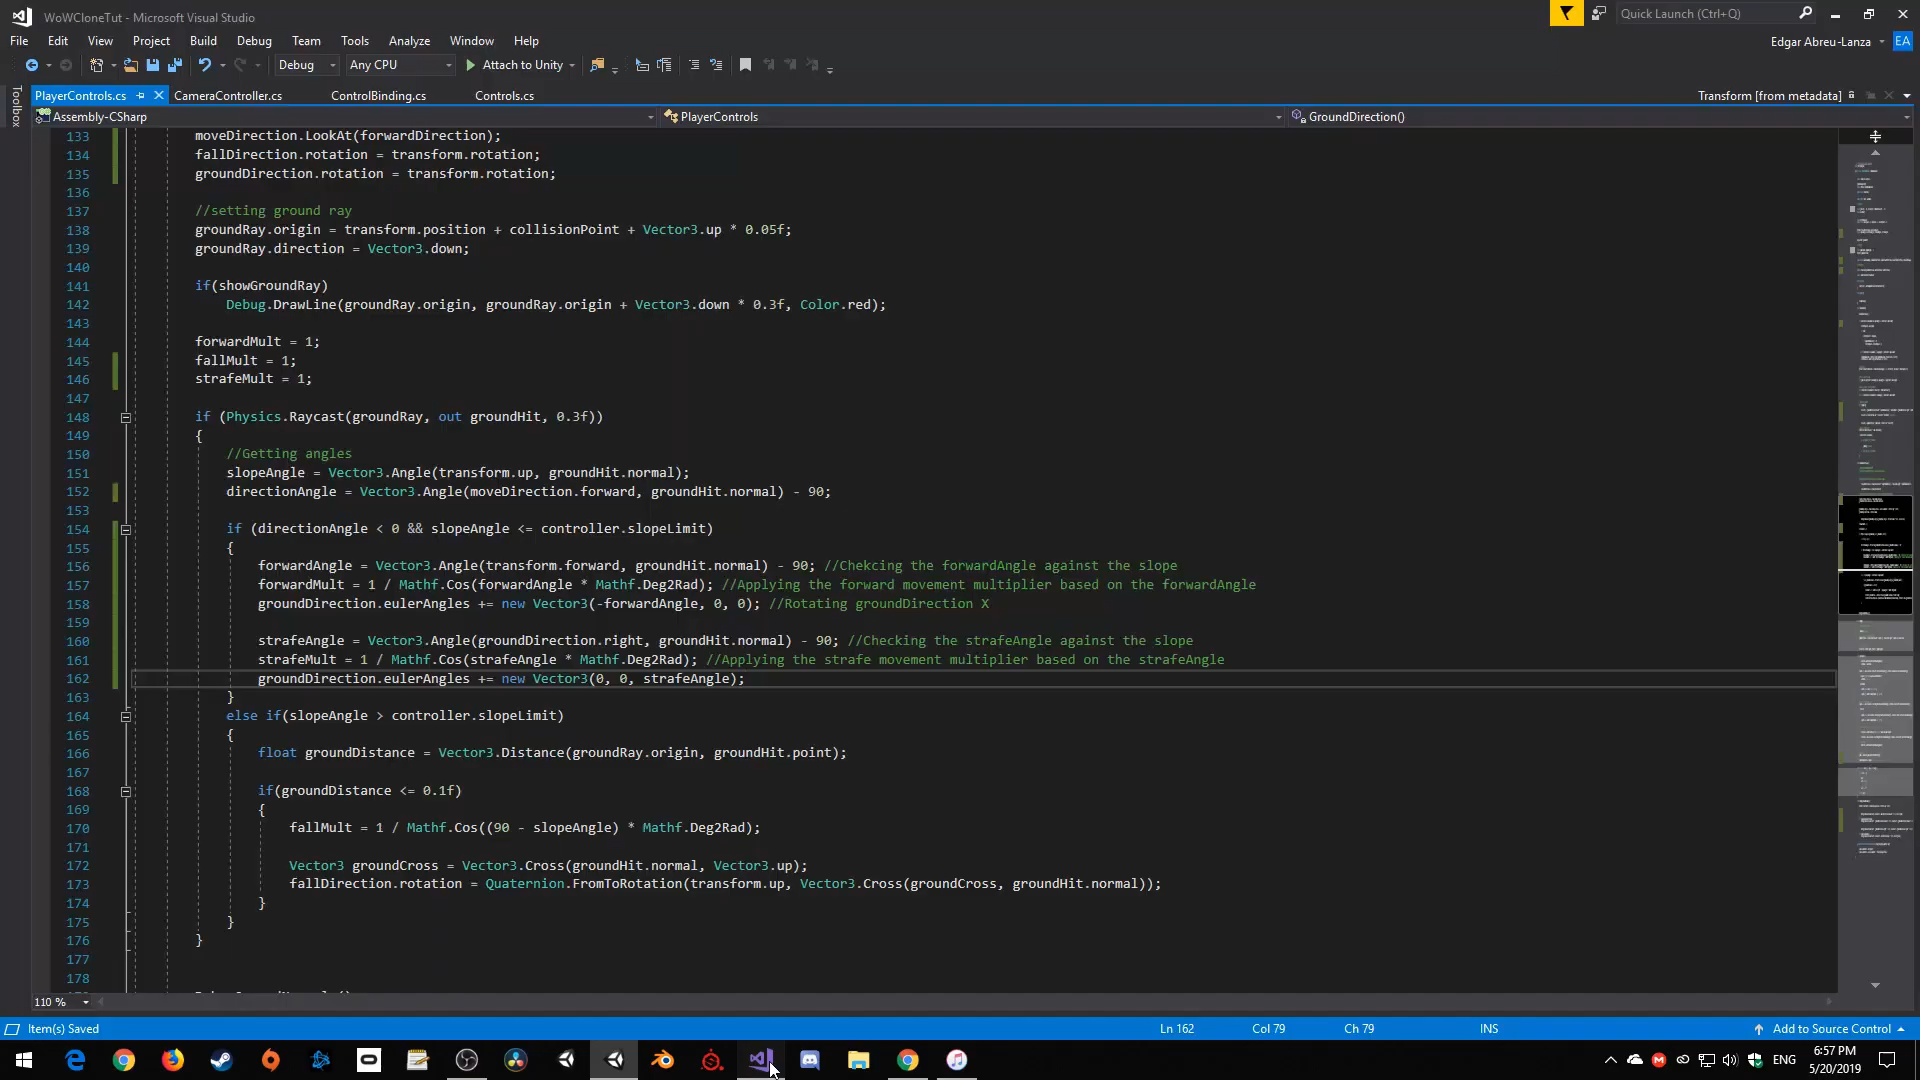 WoWCloneTut - Microsoft Visual Studio
Quick Launch (Ctrl+Q)
File Edit View Project Build Debug Team Tools Analyze Window Help
Edgar Abreu-Lanza EA
Debug Any CPU Attach to Unity
Toolbox
PlayerControls.cs CameraController.cs ControlBinding.cs Controls.cs Transform [from metadata]
Assembly-CSharp PlayerControls GroundDirection()
133 moveDirection.LookAt(forwardDirection);
134 fallDirection.rotation = transform.rotation;
135 groundDirection.rotation = transform.rotation;
136
137 //setting ground ray
138 groundRay.origin = transform.position + collisionPoint + Vector3.up * 0.05f;
139 groundRay.direction = Vector3.down;
140
141 if(showGroundRay)
142 Debug.DrawLine(groundRay.origin, groundRay.origin + Vector3.down * 0.3f, Color.red);
143
144 forwardMult = 1;
145 fallMult = 1;
146 strafeMult = 1;
147
148 if (Physics.Raycast(groundRay, out groundHit, 0.3f))
149 {
150 //Getting angles
151 slopeAngle = Vector3.Angle(transform.up, groundHit.normal);
152 directionAngle = Vector3.Angle(moveDirection.forward, groundHit.normal) - 90;
153
154 if (directionAngle < 0 && slopeAngle <= controller.slopeLimit)
155 {
156 forwardAngle = Vector3.Angle(transform.forward, groundHit.normal) - 90; //Chekcing the forwardAngle against the slope
157 forwardMult = 1 / Mathf.Cos(forwardAngle * Mathf.Deg2Rad); //Applying the forward movement multiplier based on the forwardAngle
158 groundDirection.eulerAngles += new Vector3(-forwardAngle, 0, 0); //Rotating groundDirection X
159
160 strafeAngle = Vector3.Angle(groundDirection.right, groundHit.normal) - 90; //Checking the strafeAngle against the slope
161 strafeMult = 1 / Mathf.Cos(strafeAngle * Mathf.Deg2Rad); //Applying the strafe movement multiplier based on the strafeAngle
162 groundDirection.eulerAngles += new Vector3(0, 0, strafeAngle);
163 }
164 else if(slopeAngle > controller.slopeLimit)
165 {
166 float groundDistance = Vector3.Distance(groundRay.origin, groundHit.point);
167
168 if(groundDistance <= 0.1f)
169 {
170 fallMult = 1 / Mathf.Cos((90 - slopeAngle) * Mathf.Deg2Rad);
171
172 Vector3 groundCross = Vector3.Cross(groundHit.normal, Vector3.up);
173 fallDirection.rotation = Quaternion.FromToRotation(transform.up, Vector3.Cross(groundCross, groundHit.normal));
174 }
175 }
176 }
177
178
110 %
Item(s) Saved Ln 162 Col 79 Ch 79 INS Add to Source Control
ENG 6:57 PM
5/20/2019